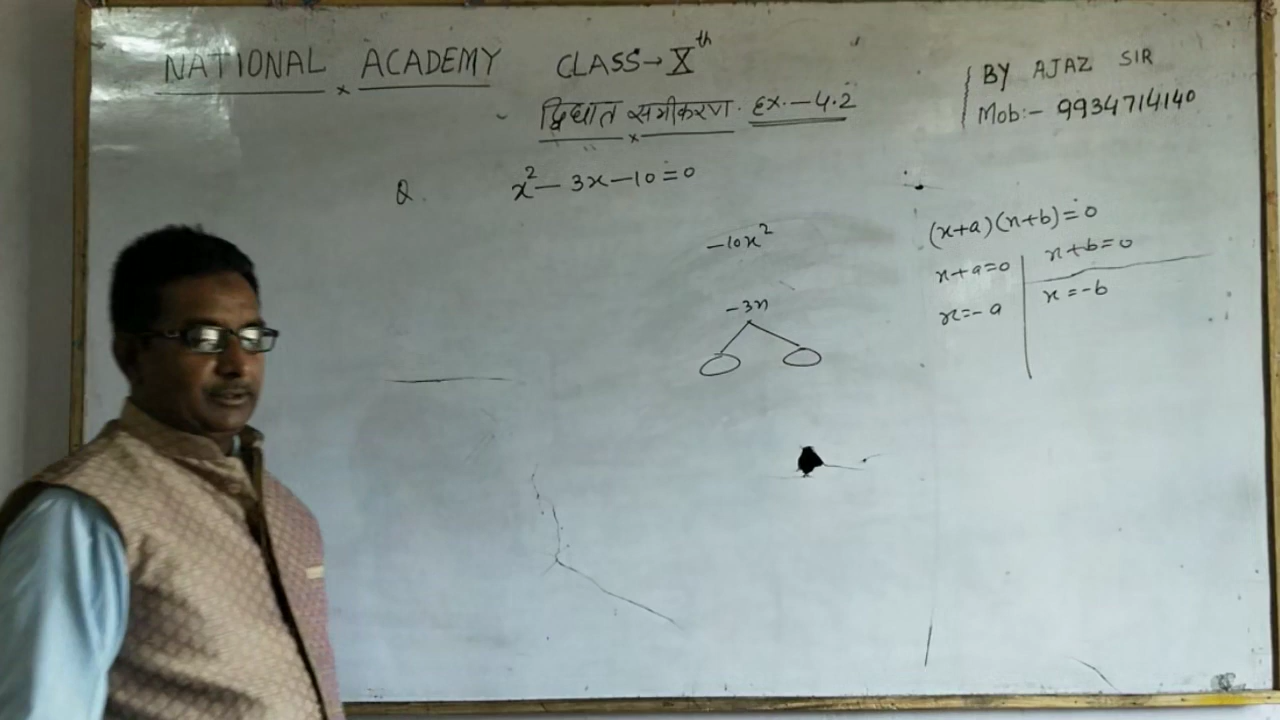 NATIONAL ACADEMY CLASS→Xth
द्विघात समीकरण. Ex.—4.2
{ BY AJAZ SIR
Mob:- 9934714140
Q. x²—3x—10=0
-10x²
-3x
(x+a)(x+b)=0
x+a=0 | x+b=0
x=-a | x=-b